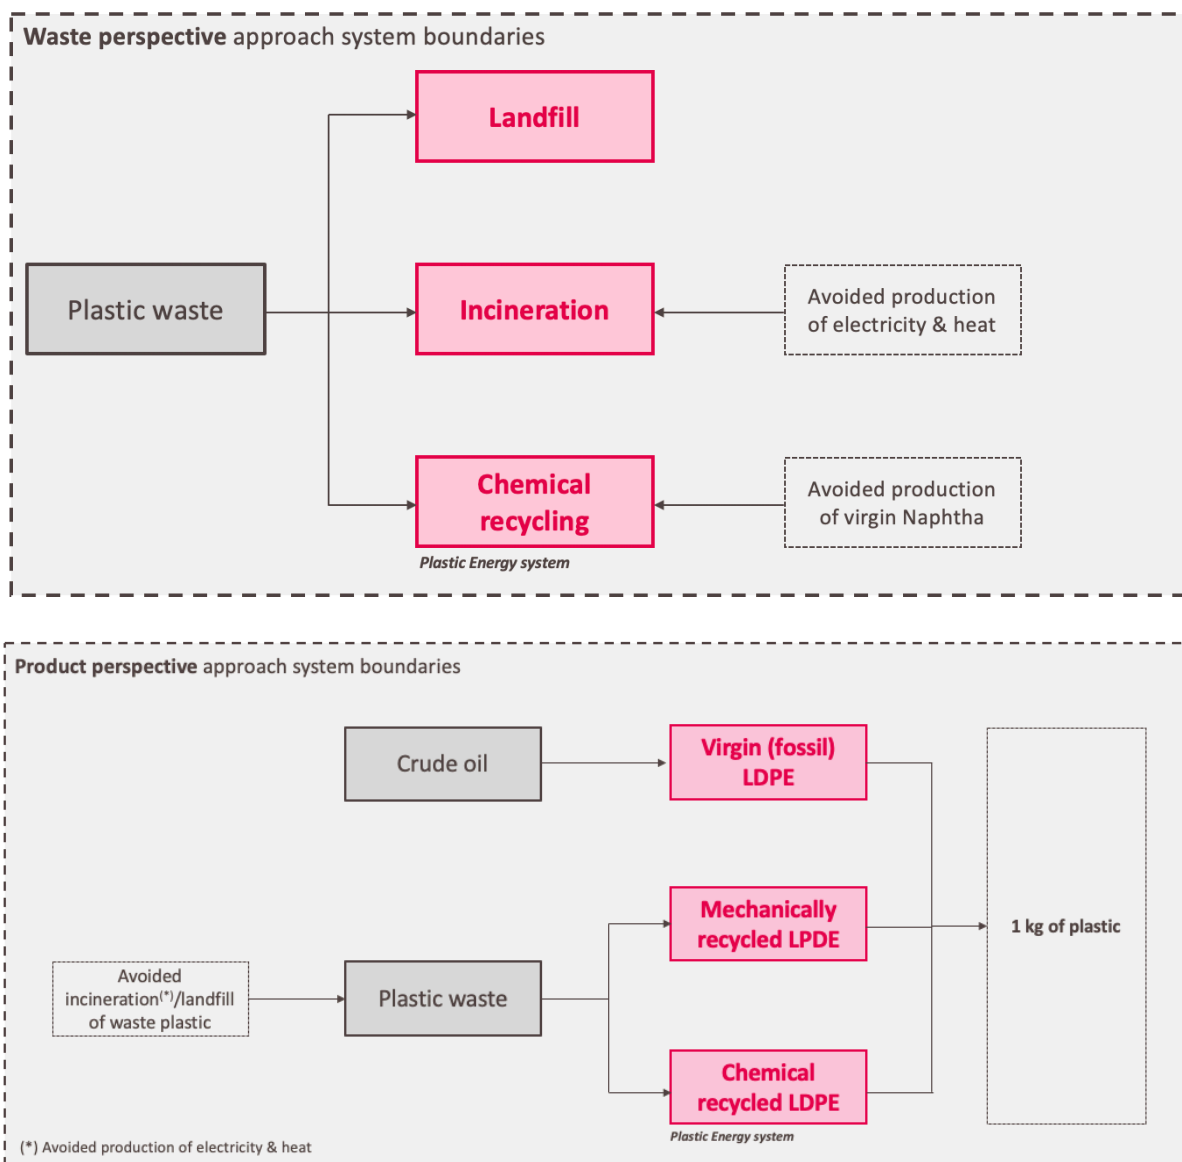 Waste perspective approach system boundaries
Landfill
Plastic waste
Incineration
Avoided production
of electricity & heat
Chemical
recycling
Plastic Energy system
Avoided production
of virgin Naphtha
Product perspective approach system boundaries
Crude oil
Virgin (fossil)
LDPE
Mechanically
recycled LPDE
1 kg of plastic
Avoided
incineration(*)/landfill
of waste plastic
Plastic waste
Chemical
recycled LDPE
Plastic Energy system
(*) Avoided production of electricity & heat